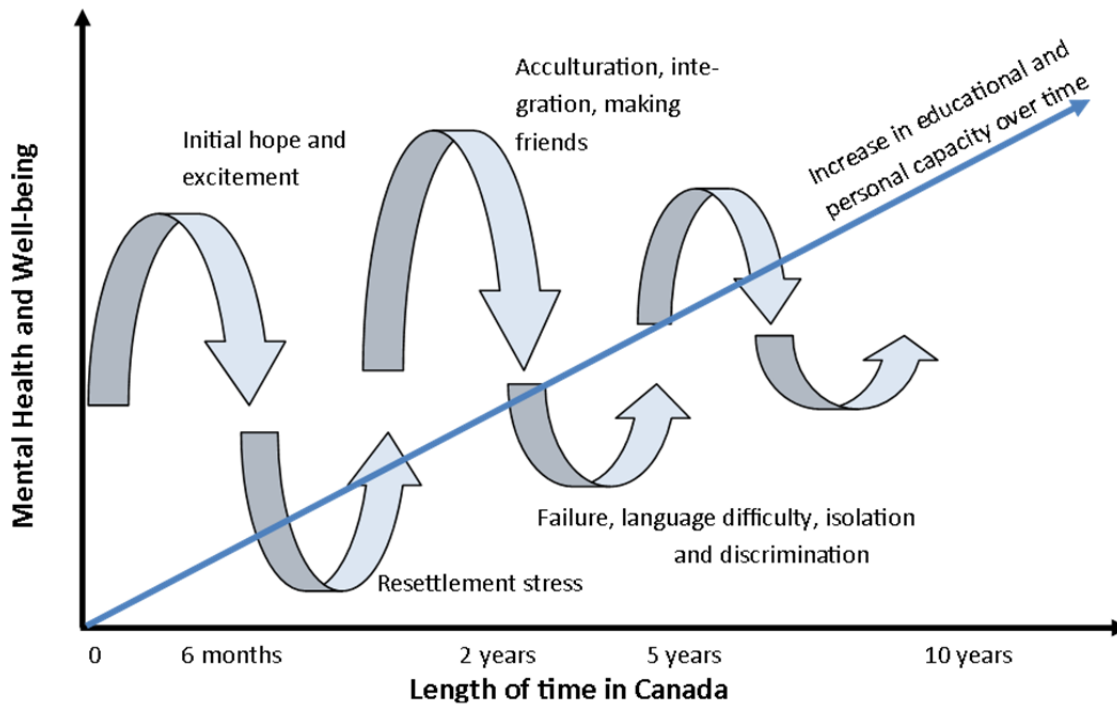 Mental Health and Well-being
Acculturation, inte-
gration, making
friends
Initial hope and
excitement
Increase in educational and
personal capacity over time
Failure, language difficulty, isolation
and discrimination
Resettlement stress
0
6 months
2 years
5 years
10 years
Length of time in Canada